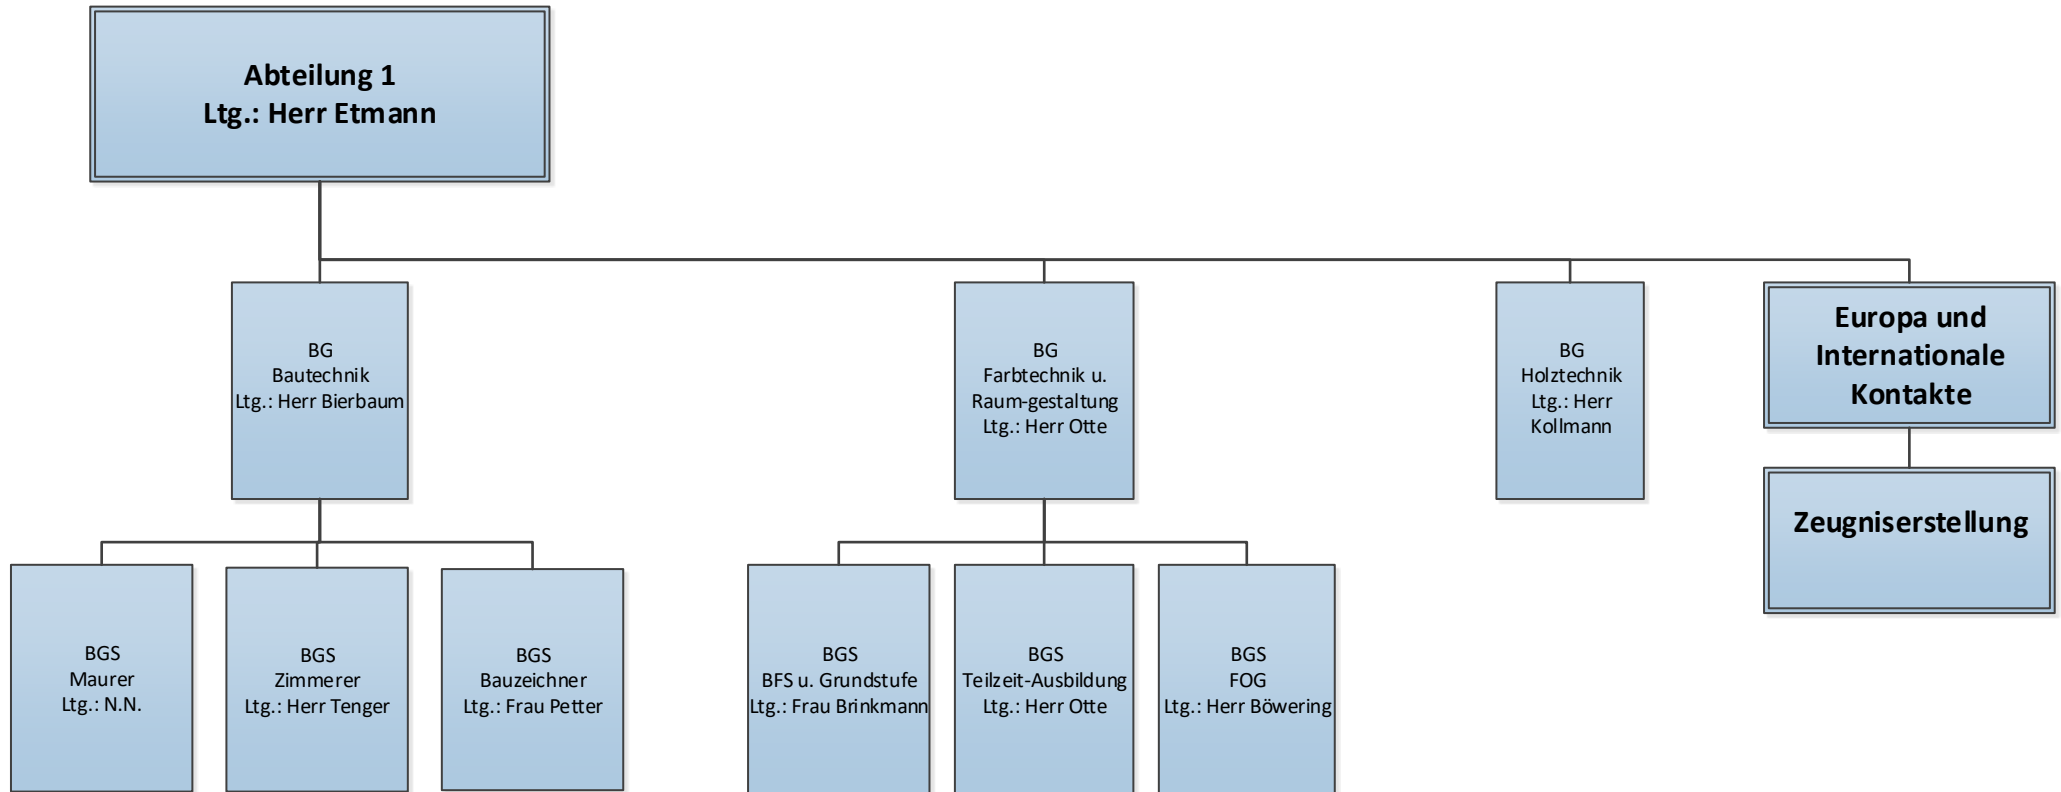 Abteilung 1
Ltg.: Herr Etmann
BG
Bautechnik
Ltg.: Herr Bierbaum
BG
Farbtechnik u.
Raum-gestaltung
Ltg.: Herr Otte
BG
Holztechnik
Ltg.: Herr
Kollmann
Europa und
Internationale
Kontakte
Zeugniserstellung
BGS
Maurer
Ltg.: N.N.
BGS
Zimmerer
Ltg.: Herr Tenger
BGS
Bauzeichner
Ltg.: Frau Petter
BGS
BFS u. Grundstufe
Ltg.: Frau Brinkmann
BGS
Teilzeit-Ausbildung
Ltg.: Herr Otte
BGS
FOG
Ltg.: Herr Böwering